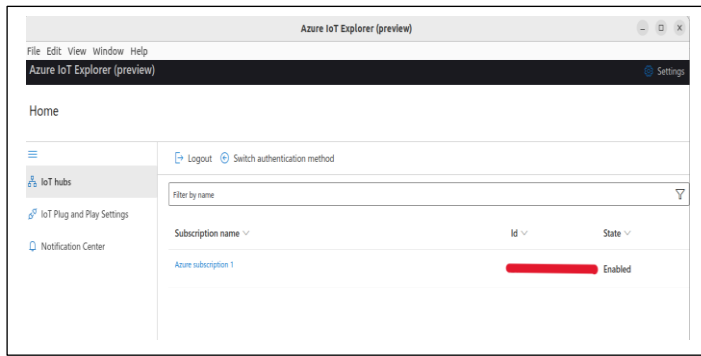 Azure IoT Explorer (preview)
File Edit View Window Help
Azure IoT Explorer (preview) Settings
Home
Logout Switch authentication method
IoT hubs
Filter by name
IoT Plug and Play Settings
Subscription name Id State
Notification Center
Azure subscription 1 Enabled